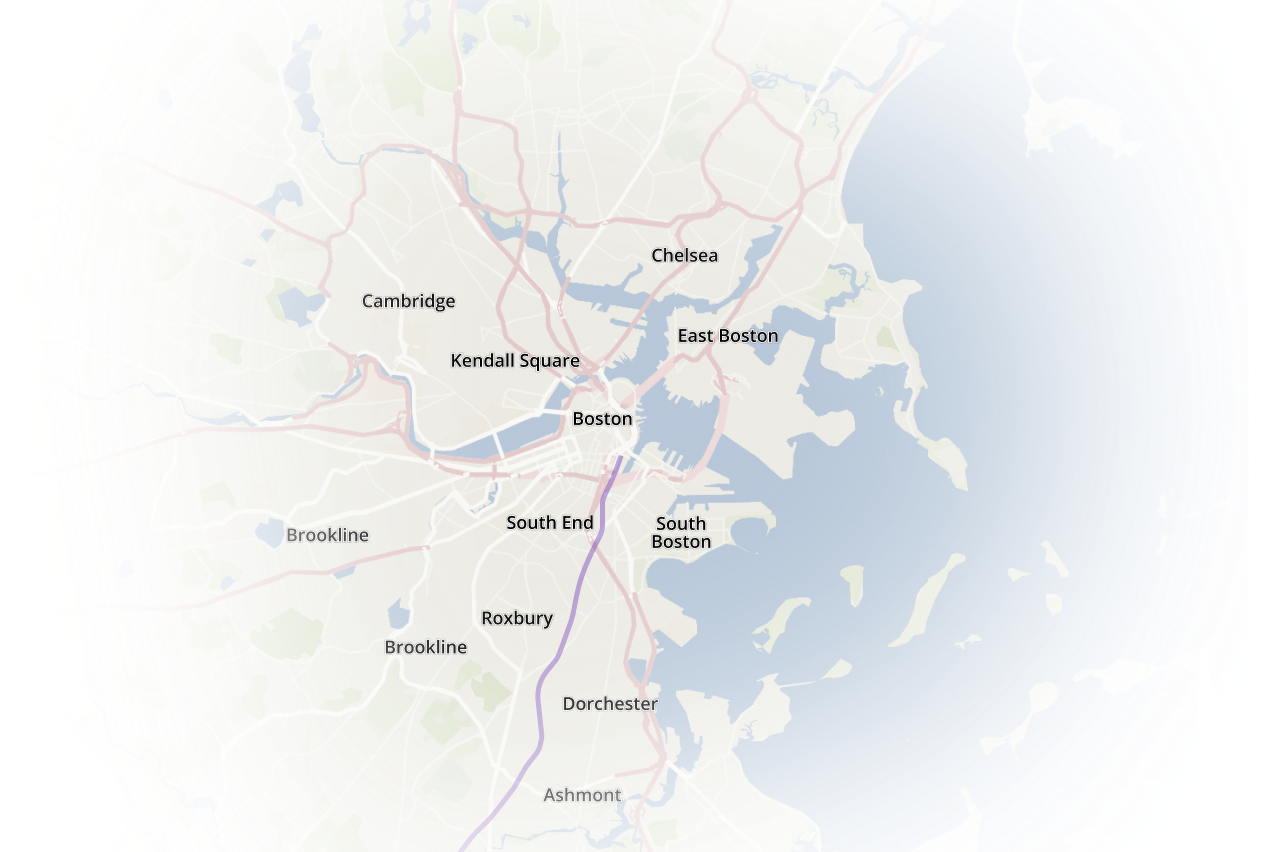 Chelsea
Cambridge
East Boston
Kendall Square
Boston
South End
South
Boston
Brookline
Roxbury
Brookline
Dorchester
Ashmont